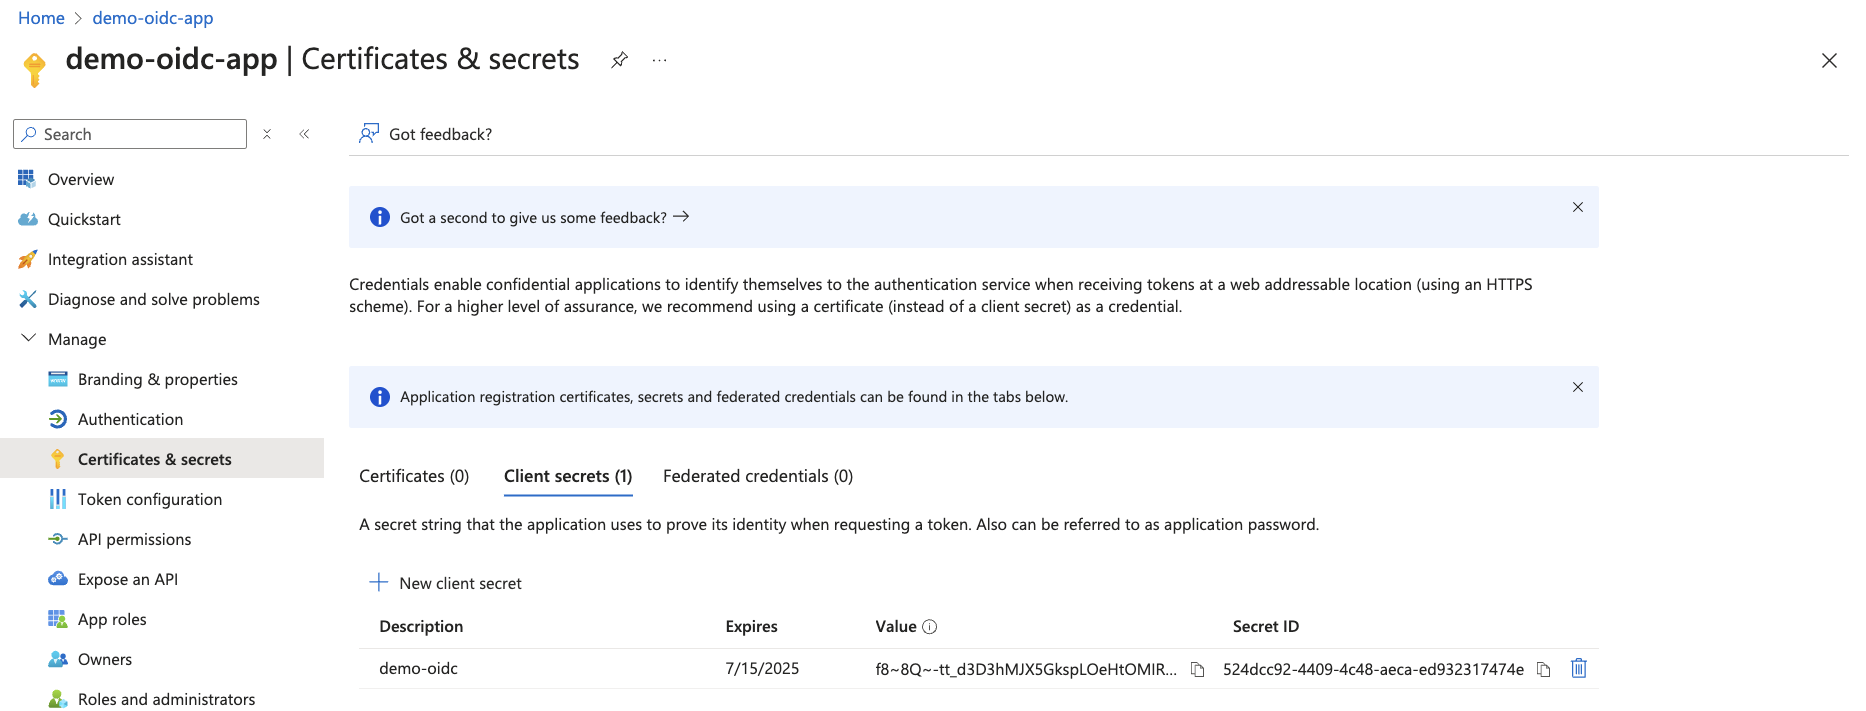 Home > demo-oidc-app
demo-oidc-app | Certificates & secrets ...
Search
Got feedback?
Overview
Quickstart
Integration assistant
Diagnose and solve problems
Manage
Branding & properties
Authentication
Certificates & secrets
Token configuration
API permissions
Expose an API
App roles
Owners
Roles and administrators
Got a second to give us some feedback? →
Credentials enable confidential applications to identify themselves to the authentication service when receiving tokens at a web addressable location (using an HTTPS
scheme). For a higher level of assurance, we recommend using a certificate (instead of a client secret) as a credential.
Application registration certificates, secrets and federated credentials can be found in the tabs below.
Certificates (0) Client secrets (1) Federated credentials (0)
A secret string that the application uses to prove its identity when requesting a token. Also can be referred to as application password.
New client secret
Description Expires Value Secret ID
demo-oidc 7/15/2025 f8~8Q~-tt_d3D3hMJX5GkspLOeHtOMIR... 524dcc92-4409-4c48-aeca-ed932317474e